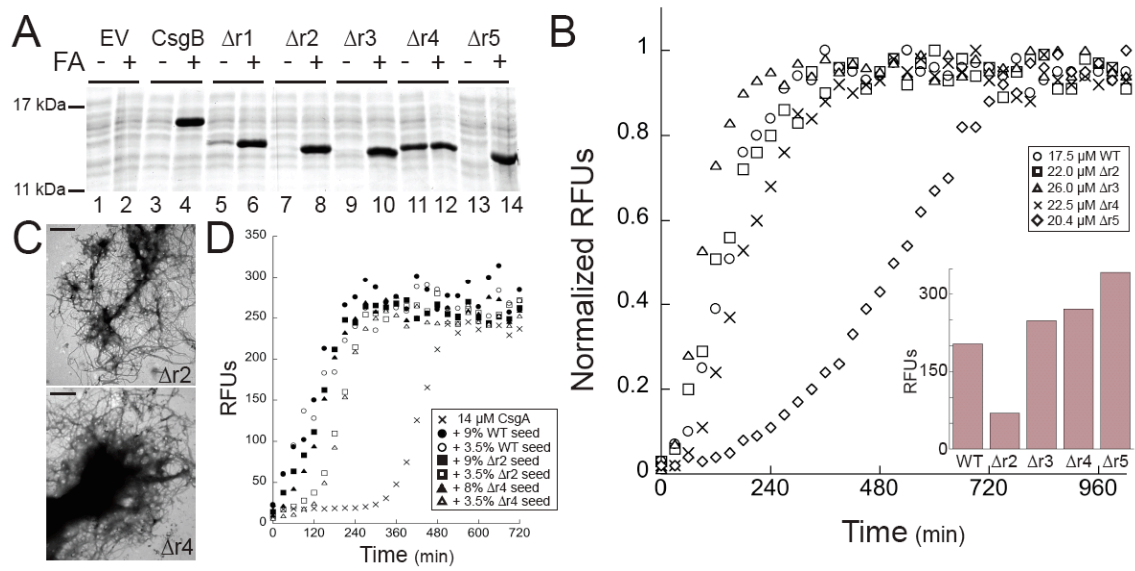 A
EV CsgB Δr1 Δr2 Δr3 Δr4 Δr5
FA - + - + - + - + - + - + - +
17 kDa
11 kDa
1 2 3 4 5 6 7 8 9 10 11 12 13 14
B
Normalized RFUs
1
0.8
0.6
0.4
0.2
0
0 240 480 720 960
Time (min)
17.5 µM WT
22.0 µM Δr2
26.0 µM Δr3
22.5 µM Δr4
20.4 µM Δr5
RFUs
300
150
0
WT Δr2 Δr3 Δr4 Δr5
C
Δr2
Δr4
D
RFUs
350
300
250
200
150
100
50
0
0 120 240 360 480 600 720
Time (min)
14 µM CsgA
+ 9% WT seed
+ 3.5% WT seed
+ 9% Δr2 seed
+ 3.5% Δr2 seed
+ 8% Δr4 seed
+ 3.5% Δr4 seed